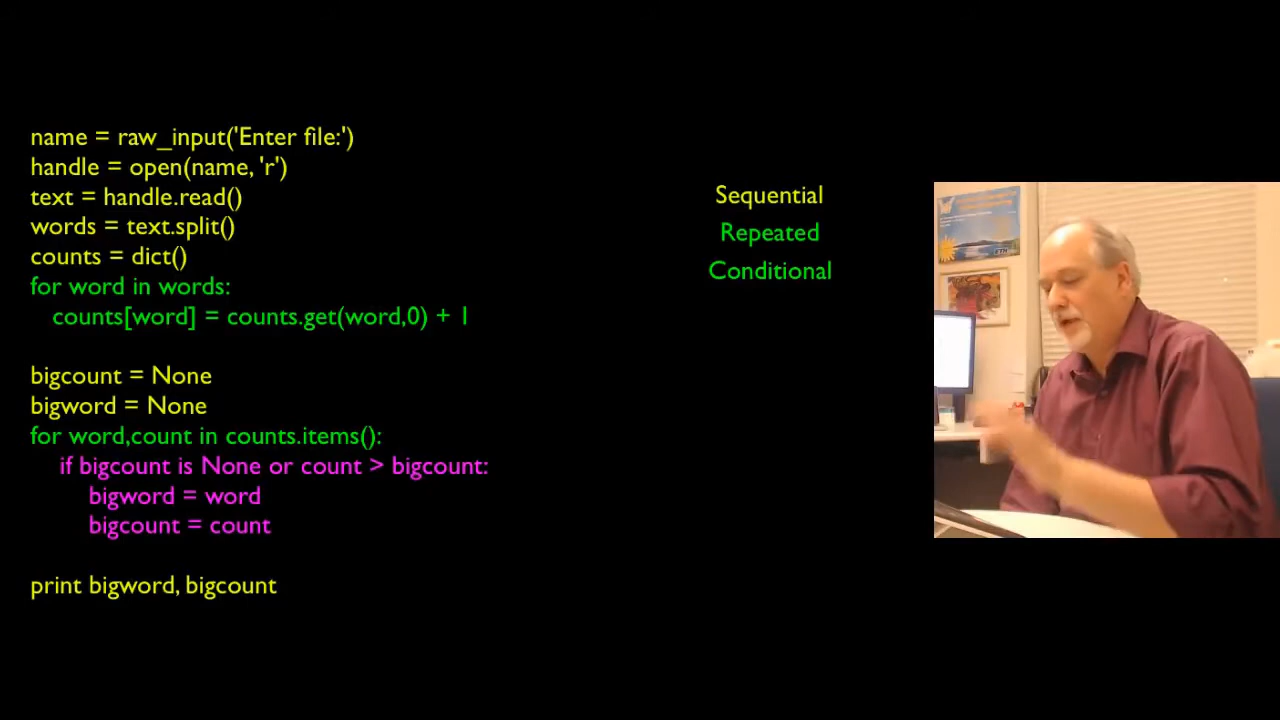 name = raw_input('Enter file:')
handle = open(name, 'r')
text = handle.read()
words = text.split()
counts = dict()
for word in words:
counts[word] = counts.get(word,0) + 1
bigcount = None
bigword = None
for word,count in counts.items():
if bigcount is None or count > bigcount:
bigword = word
bigcount = count
print bigword, bigcount
Sequential
Repeated
Conditional